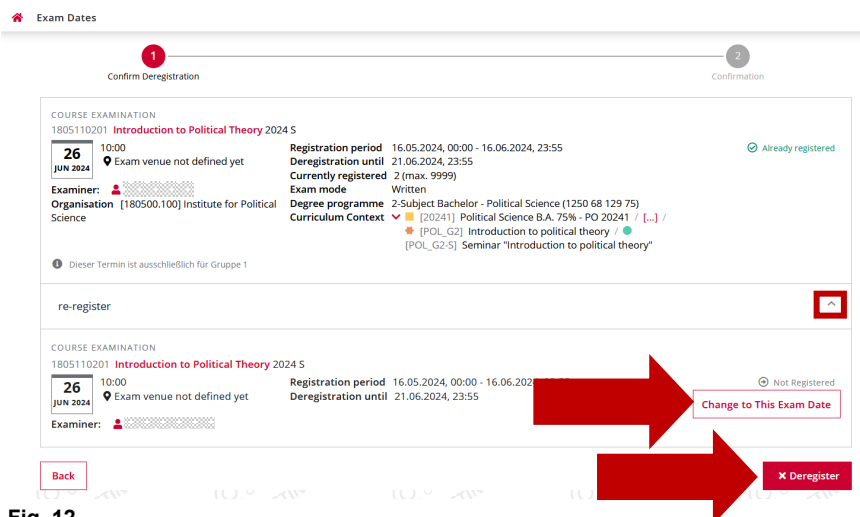 Exam Dates
1
2
Confirm Deregistration
Confirmation
COURSE EXAMINATION
1805110201 Introduction to Political Theory 2024 S
26
JUN 2024
10:00
Exam venue not defined yet
Examiner:
Organisation [180500.100] Institute for Political
Science
Registration period 16.05.2024, 00:00 - 16.06.2024, 23:55
Deregistration until 21.06.2024, 23:55
Currently registered 2 (max. 9999)
Exam mode Written
Degree programme 2-Subject Bachelor - Political Science (1250 68 129 75)
Curriculum Context [20241] Political Science B.A. 75% - PO 20241 / [...] /
[POL_G2] Introduction to political theory /
[POL_G2-S] Seminar "Introduction to political theory"
Already registered
Dieser Termin ist ausschließlich für Gruppe 1
re-register
COURSE EXAMINATION
1805110201 Introduction to Political Theory 2024 S
26
JUN 2024
10:00
Exam venue not defined yet
Examiner:
Registration period 16.05.2024, 00:00 - 16.06.202
Deregistration until 21.06.2024, 23:55
Not Registered
Change to This Exam Date
Back
Deregister
Fig. 12